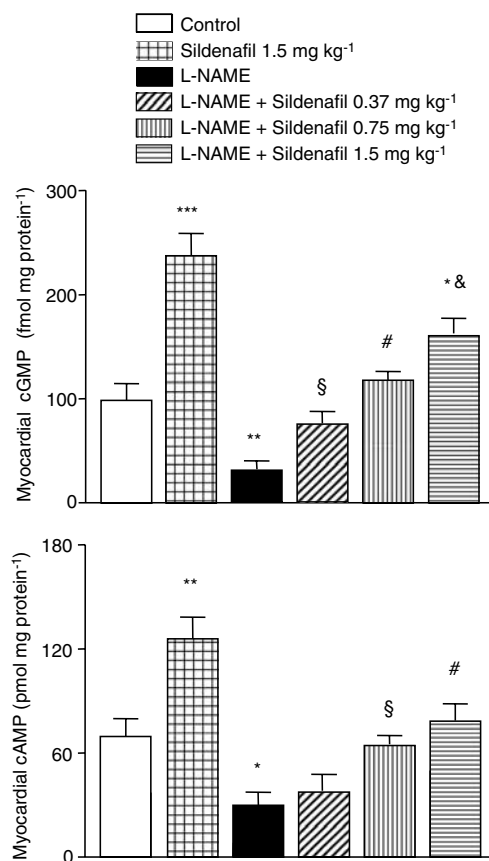 Control
Sildenafil 1.5 mg kg⁻¹
L-NAME
L-NAME + Sildenafil 0.37 mg kg⁻¹
L-NAME + Sildenafil 0.75 mg kg⁻¹
L-NAME + Sildenafil 1.5 mg kg⁻¹
Myocardial cGMP (fmol mg protein⁻¹)
300
200
100
0
***
**
§
#
* &
Myocardial cAMP (pmol mg protein⁻¹)
180
120
60
0
**
*
§
#